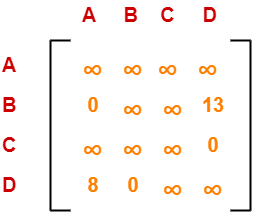 A B C D
A ∞ ∞ ∞ ∞
B 0 ∞ ∞ 13
C ∞ ∞ ∞ 0
D 8 0 ∞ ∞